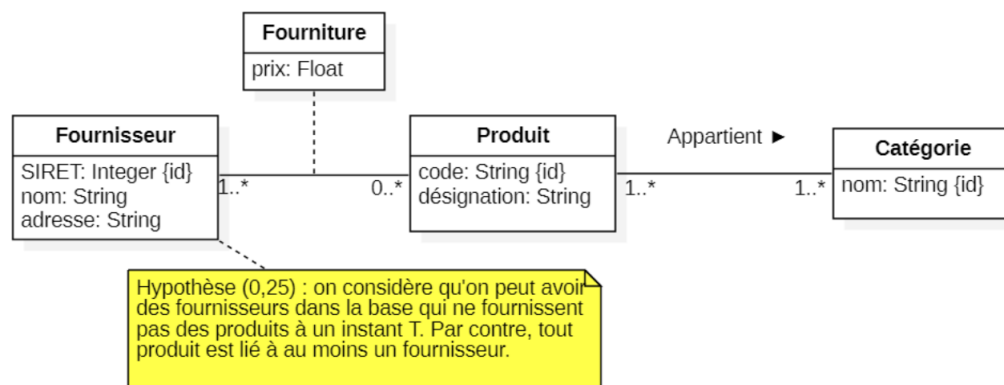 Fourniture
prix: Float
Fournisseur
SIRET: Integer {id}
nom: String
adresse: String
1..*
0..*
Produit
code: String {id}
désignation: String
Appartient ►
1..*
1..*
Catégorie
nom: String {id}
Hypothèse (0,25) : on considère qu'on peut avoir
des fournisseurs dans la base qui ne fournissent
pas des produits à un instant T. Par contre, tout
produit est lié à au moins un fournisseur.